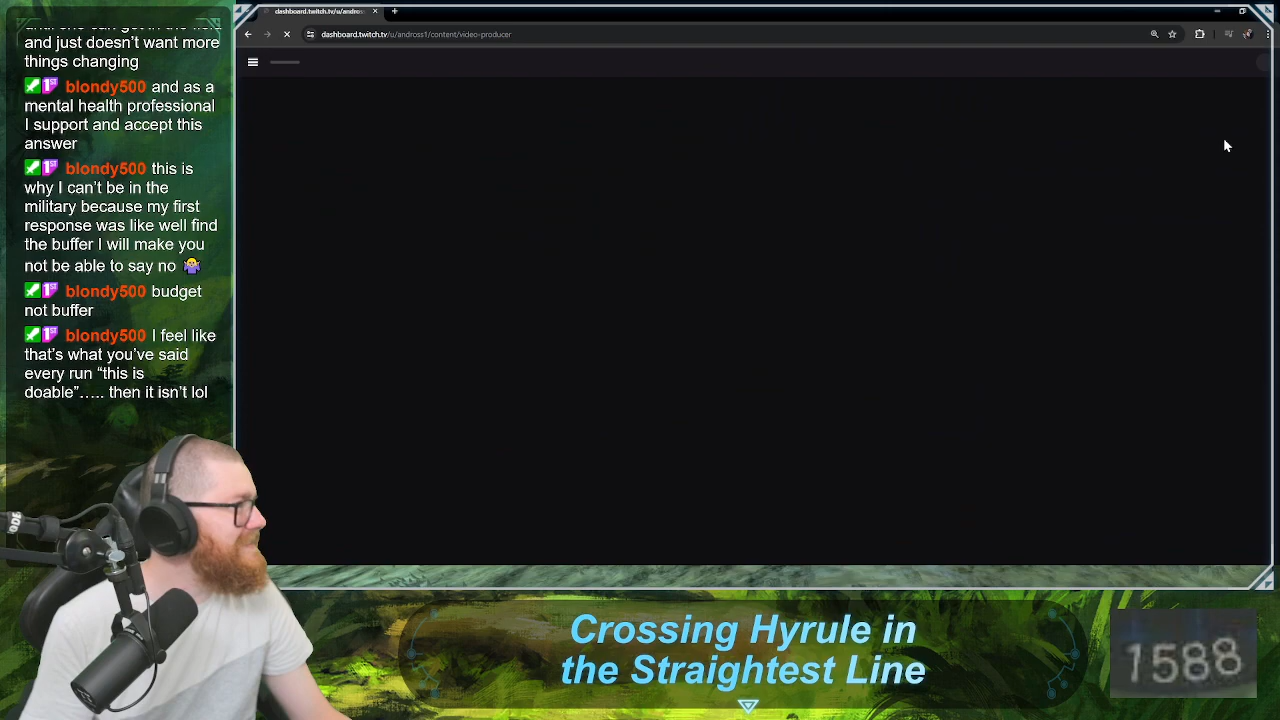 and just doesn't want more
things changing
blondy500 and as a
mental health professional
I support and accept this
answer
blondy500 this is
why I can't be in the
military because my first
response was like well find
the buffer I will make you
not be able to say no
blondy500 budget
not buffer
blondy500 I feel like
that's what you've said
every run "this is
doable"..... then it isn't lol
dashboard.twitch.tv/u/andros
dashboard.twitch.tv/u/andross1/content/video-producer
Crossing Hyrule in
the Straightest Line
1588